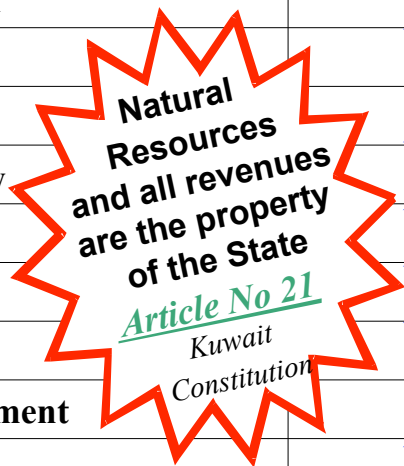 Natural
Resources
and all revenues
are the property
of the State
Article No 21
Kuwait
Constitution
ment